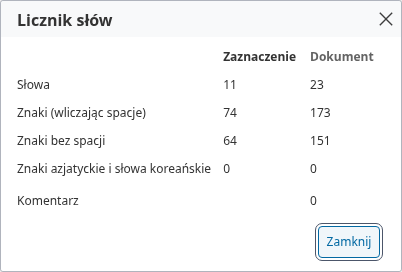 Licznik słów
Zaznaczenie Dokument
Słowa 11 23
Znaki (wliczając spacje) 74 173
Znaki bez spacji 64 151
Znaki azjatyckie i słowa koreańskie 0 0
Komentarz 0
Zamknij